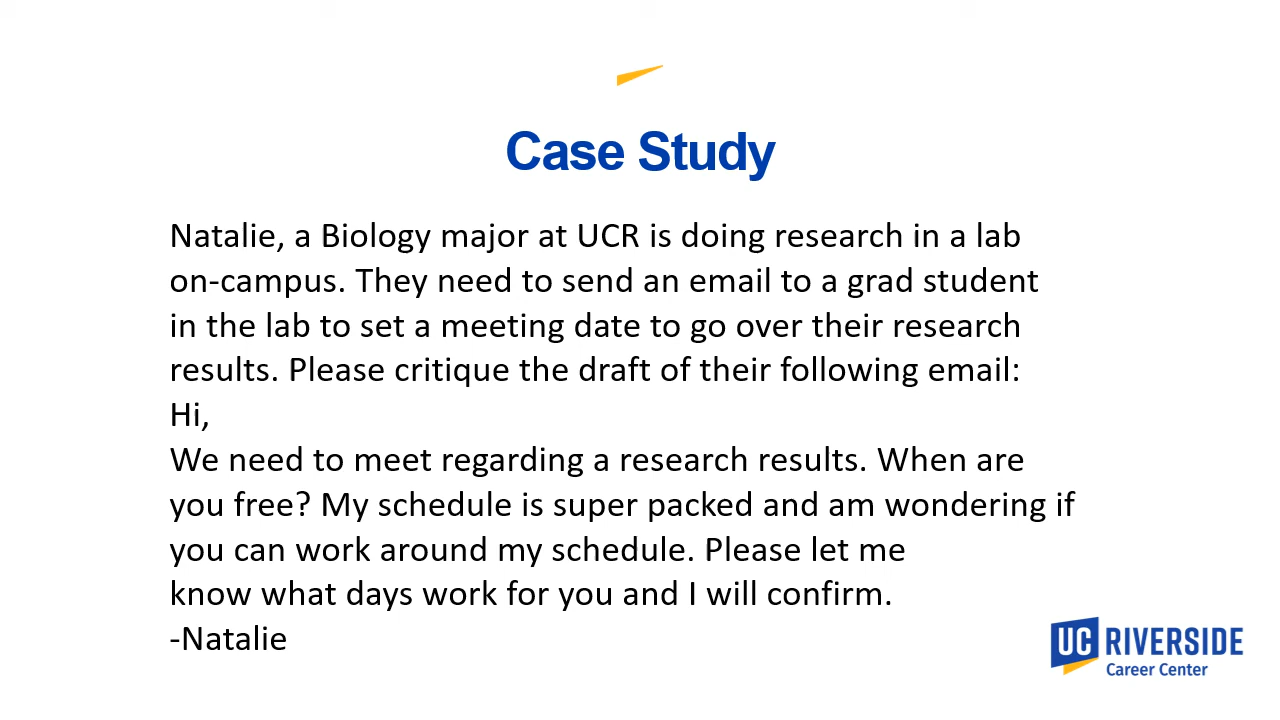 Case Study
Natalie, a Biology major at UCR is doing research in a lab
on-campus. They need to send an email to a grad student
in the lab to set a meeting date to go over their research
results. Please critique the draft of their following email:
Hi,
We need to meet regarding a research results. When are
you free? My schedule is super packed and am wondering if
you can work around my schedule. Please let me
know what days work for you and I will confirm.
-Natalie
UC RIVERSIDE
Career Center